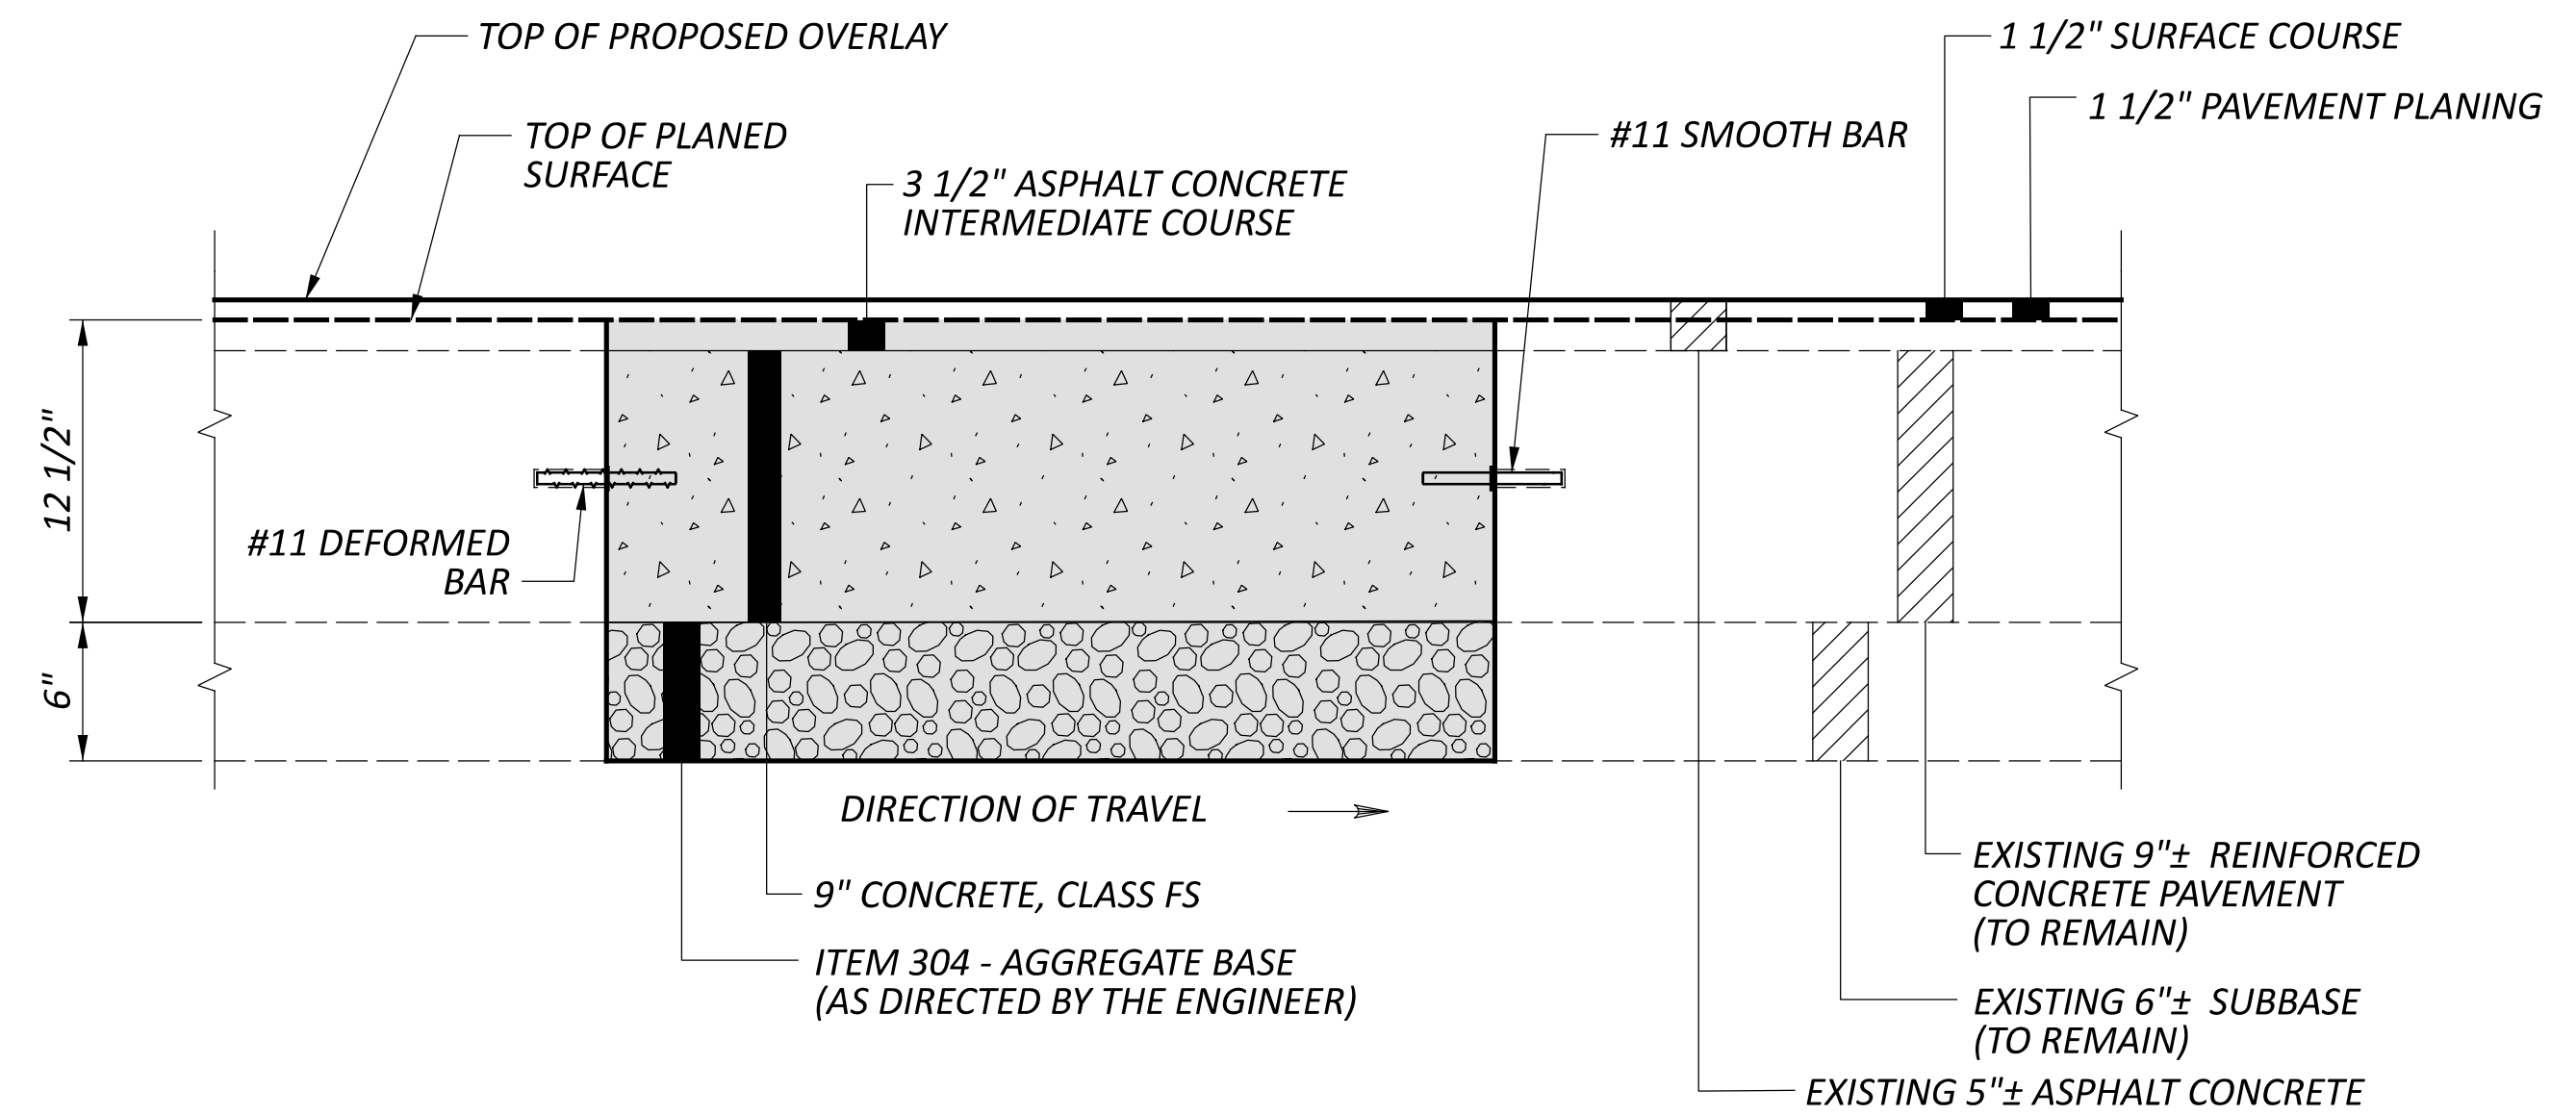 TOP OF PROPOSED OVERLAY
1 1/2" SURFACE COURSE
1 1/2" PAVEMENT PLANING
TOP OF PLANED
SURFACE
#11 SMOOTH BAR
3 1/2" ASPHALT CONCRETE
INTERMEDIATE COURSE
12 1/2"
#11 DEFORMED
BAR
6"
DIRECTION OF TRAVEL
9" CONCRETE, CLASS FS
ITEM 304 - AGGREGATE BASE
(AS DIRECTED BY THE ENGINEER)
EXISTING 9"± REINFORCED
CONCRETE PAVEMENT
(TO REMAIN)
EXISTING 6"± SUBBASE
(TO REMAIN)
EXISTING 5"± ASPHALT CONCRETE